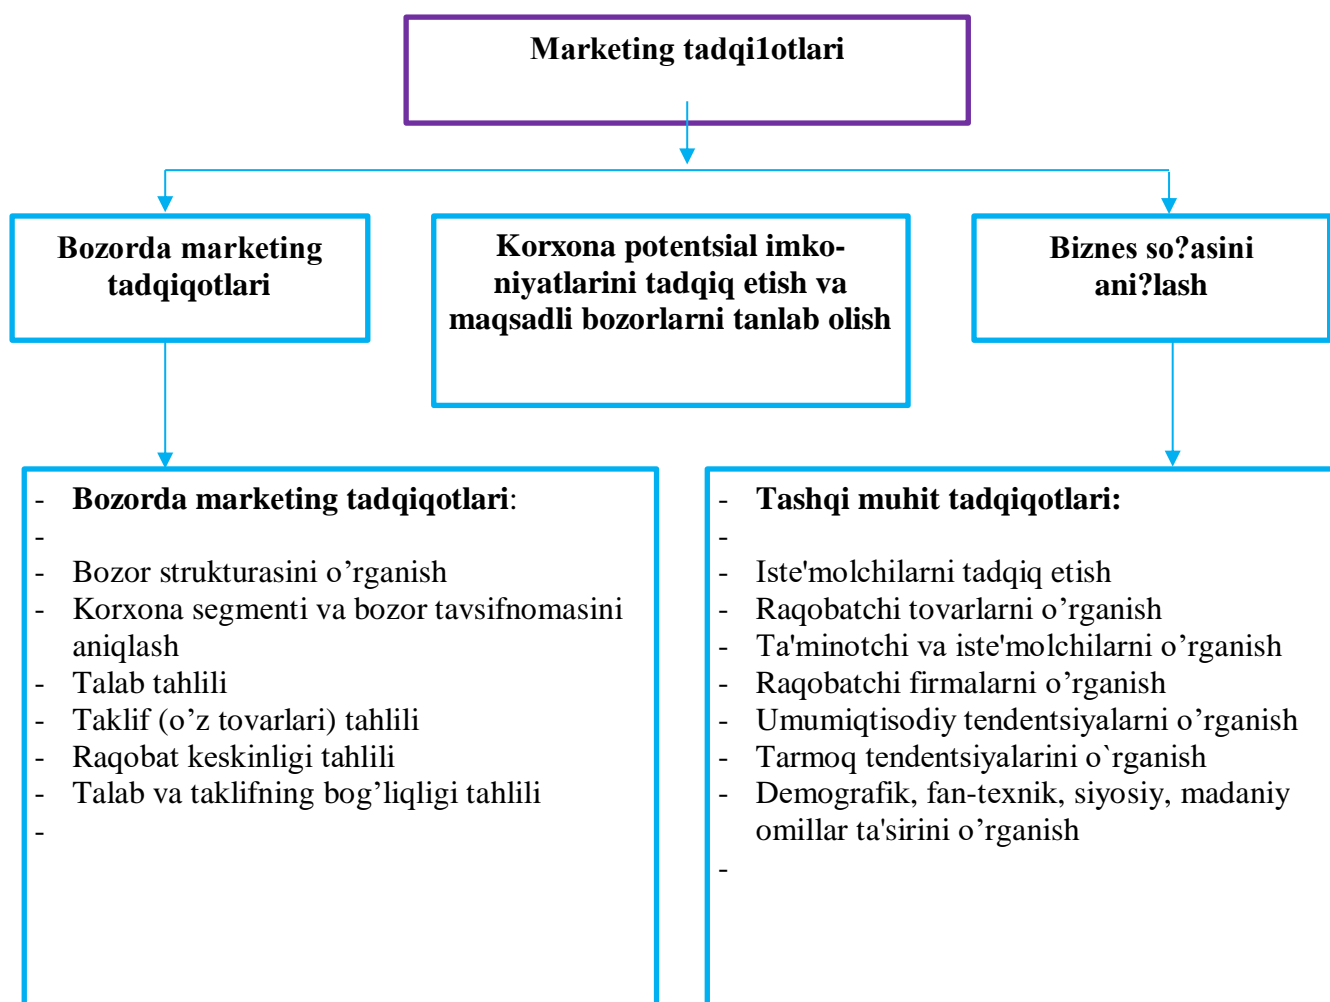 Marketing tadqi1otlari
Bozorda marketing
tadqiqotlari
Korxona potentsial imko-
niyatlarini tadqiq etish va
maqsadli bozorlarni tanlab olish
Biznes so?asini
ani?lash
- Bozorda marketing tadqiqotlari:
-
- Bozor strukturasini o’rganish
- Korxona segmenti va bozor tavsifnomasini
aniqlash
- Talab tahlili
- Taklif (o’z tovarlari) tahlili
- Raqobat keskinligi tahlili
- Talab va taklifning bog’liqligi tahlili
-
- Tashqi muhit tadqiqotlari:
-
- Iste'molchilarni tadqiq etish
- Raqobatchi tovarlarni o’rganish
- Ta'minotchi va iste'molchilarni o’rganish
- Raqobatchi firmalarni o’rganish
- Umumiqtisodiy tendentsiyalarni o’rganish
- Tarmoq tendentsiyalarini o`rganish
- Demografik, fan-texnik, siyosiy, madaniy
omillar ta'sirini o’rganish
-